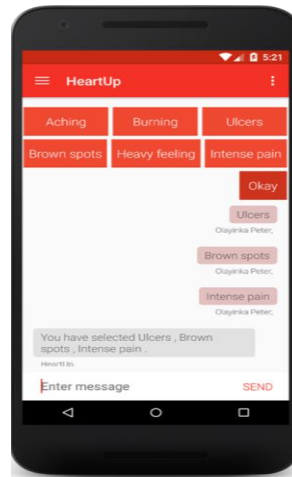 5:21
HeartUp
Aching Burning Ulcers
Brown spots Heavy feeling Intense pain
Okay
Ulcers
Olayinka Peter,
Brown spots
Olayinka Peter,
Intense pain
Olayinka Peter,
You have selected Ulcers , Brown
spots , Intense pain .
HeartUp,
Enter message SEND